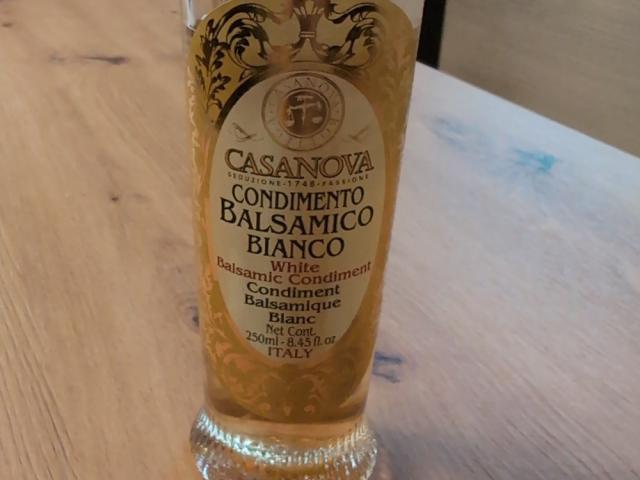 CASANOVA
CASANOVA
SEDUZIONE-1748-PASSIONE
CONDIMENTO
BALSAMICO
BIANCO
White
Balsamic Condiment
Condiment
Balsamique
Blanc
Net Cont.
250ml - 8.45 fl. oz
ITALY